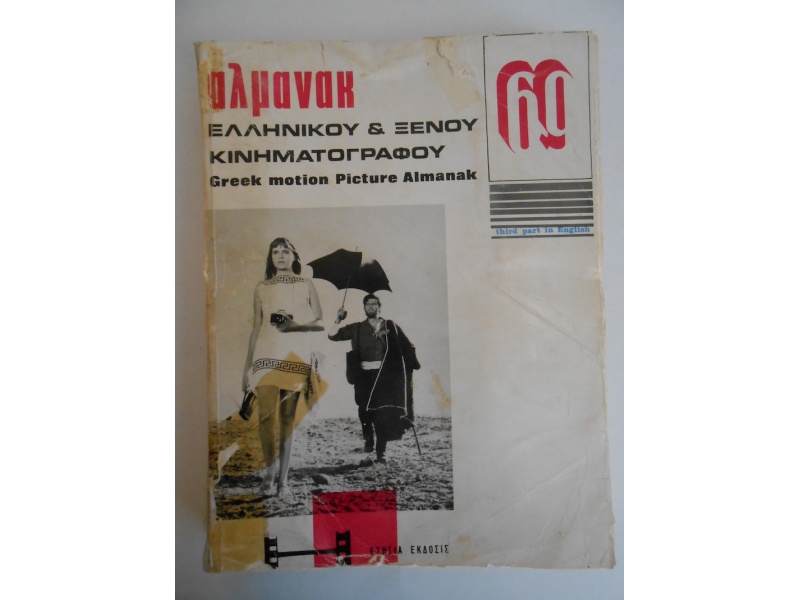 αλμανακ
69
ΕΛΛΗΝΙΚΟΥ & ΞΕΝΟΥ
ΚΙΝΗΜΑΤΟΓΡΑΦΟΥ
Greek motion Picture Almanak
third part in English
ΕΤΗΣΙΑ ΕΚΔΟΣΙΣ